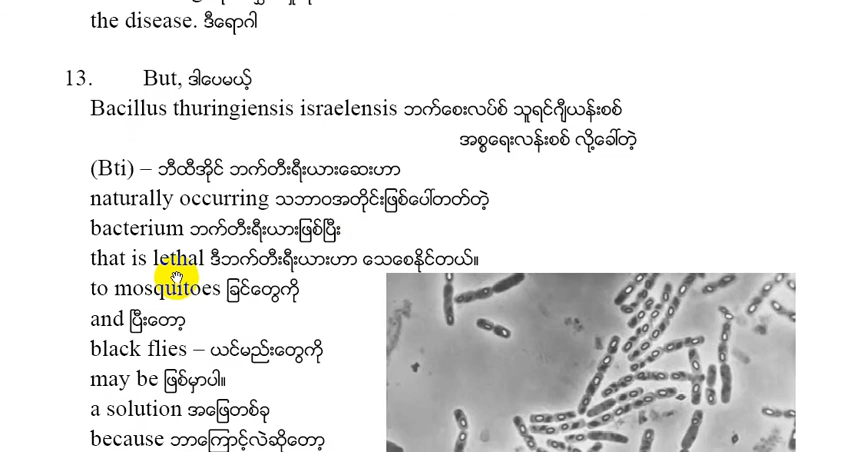 the disease. ဒီရောဂါ
13. But, ဒါပေမယ့်
Bacillus thuringiensis israelensis ဘက်စေးလပ်စ် သူရင်ဂျီယန်းစစ်
အစ္စရေးလန်းစစ် လို့ခေါ်တဲ့
(Bti) – ဘီထီအိုင် ဘက်တီးရီးယားဆေးဟာ
naturally occurring သဘာဝအတိုင်းဖြစ်ပေါ်တတ်တဲ့
bacterium ဘက်တီးရီးယားဖြစ်ပြီး
that is lethal ဒီဘက်တီးရီးယားဟာ သေစေနိုင်တယ်။
to mosquitoes ခြင်တွေကို
and ပြီးတော့
black flies – ယင်မည်းတွေကို
may be ဖြစ်မှာပါ။
a solution အဖြေတစ်ခု
because ဘာကြောင့်လဲဆိုတော့